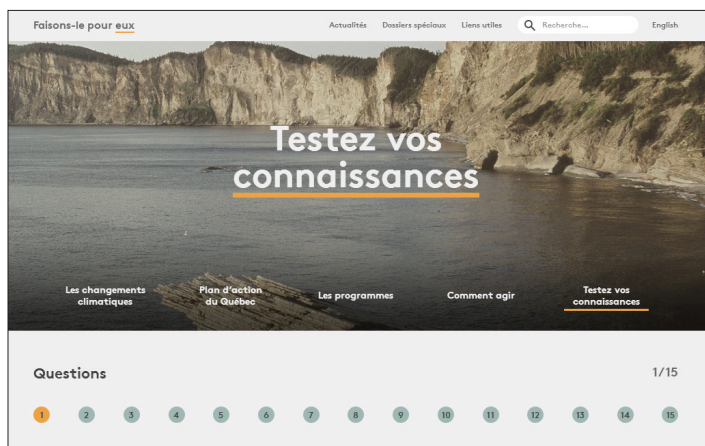 Faisons-le pour eux
Actualités Dossiers spéciaux Liens utiles Recherche... English
Testez vos
connaissances
Les changements
climatiques
Plan d'action
du Québec
Les programmes
Comment agir
Testez vos
connaissances
Questions 1/15
1 2 3 4 5 6 7 8 9 10 11 12 13 14 15